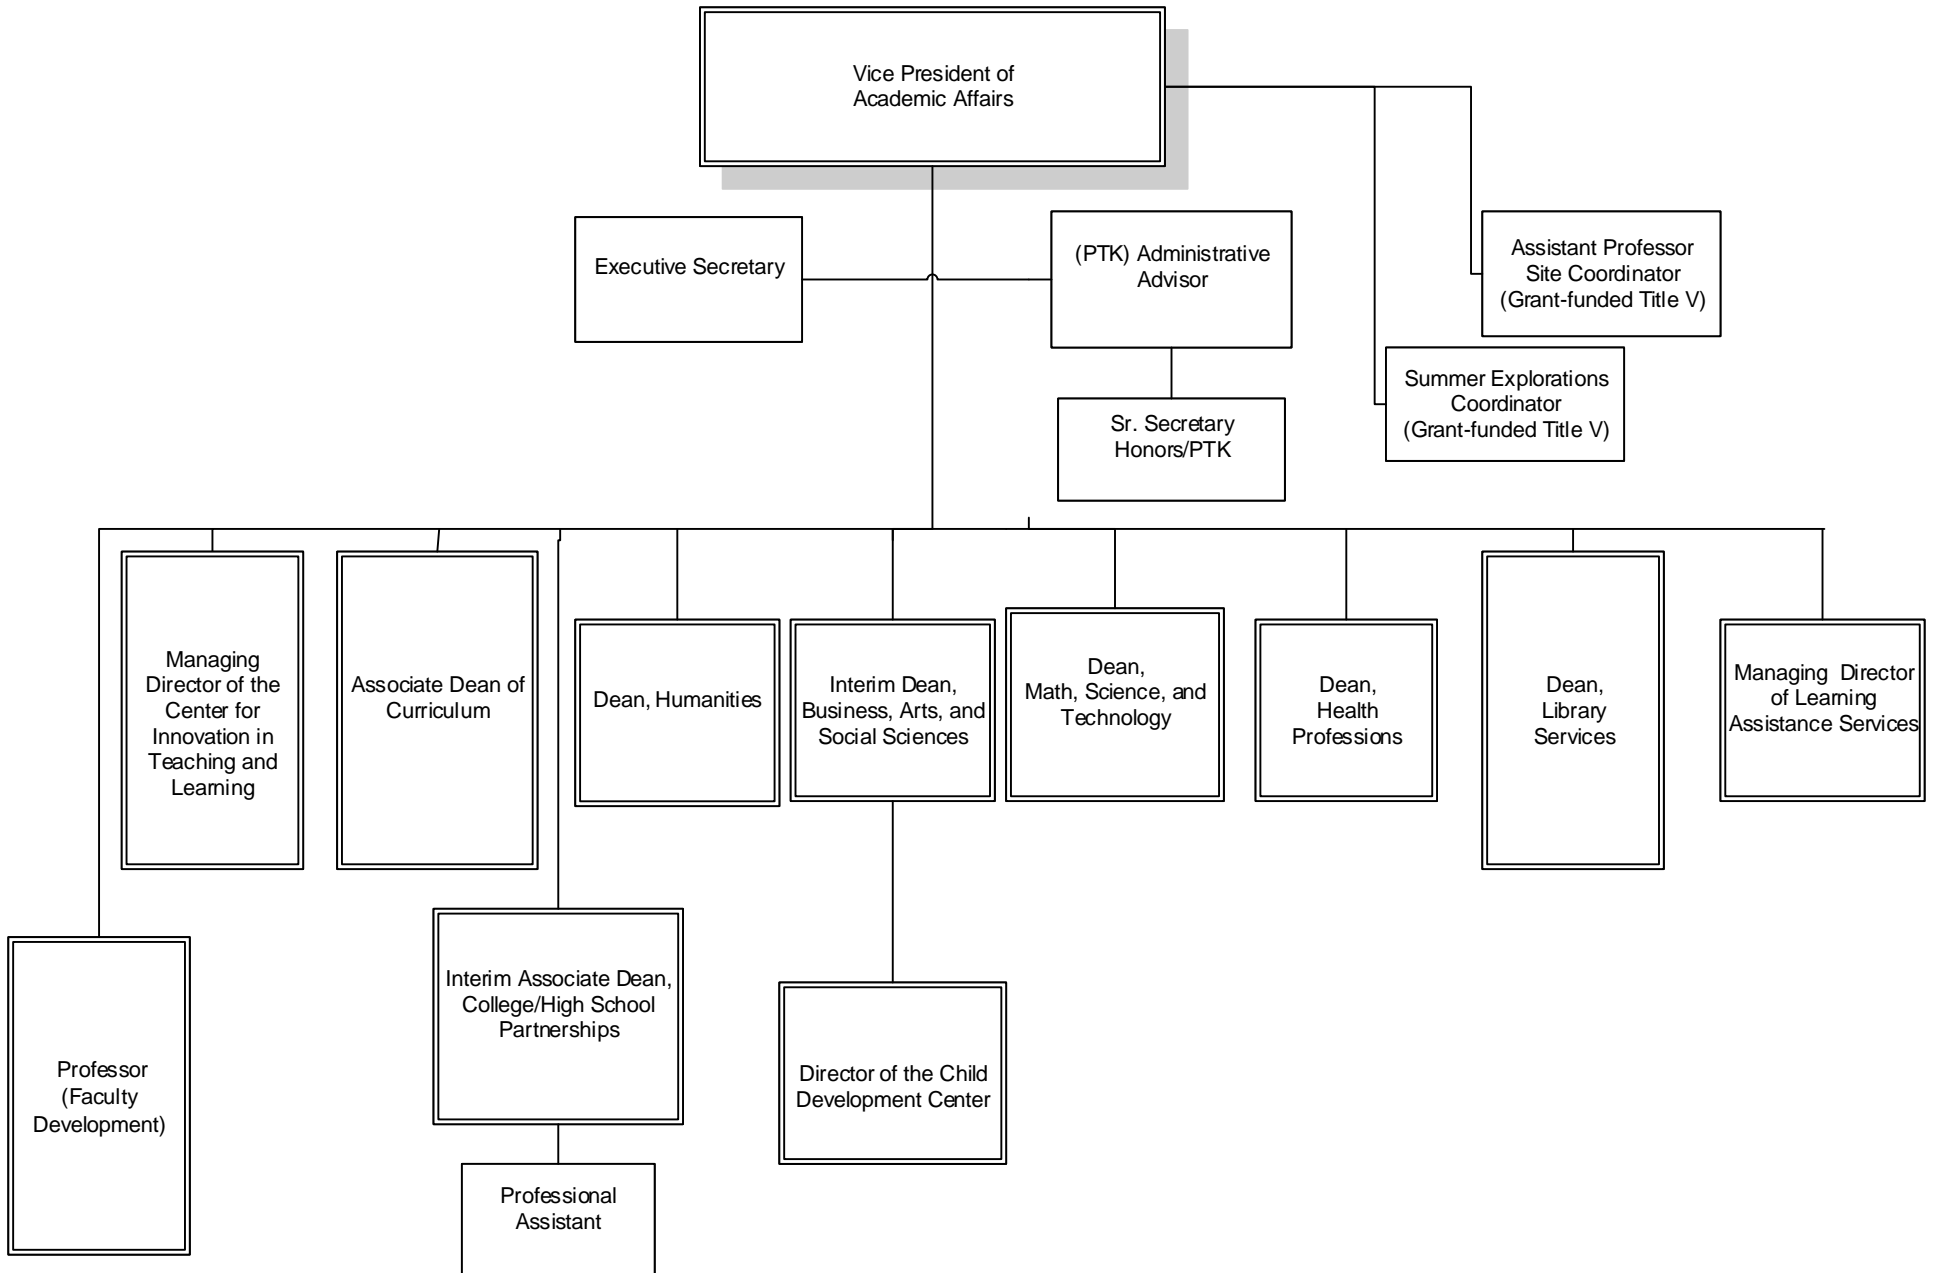 Vice President of
Academic Affairs
Executive Secretary
(PTK) Administrative
Advisor
Assistant Professor
Site Coordinator
(Grant-funded Title V)
Summer Explorations
Coordinator
(Grant-funded Title V)
Sr. Secretary
Honors/PTK
Managing
Director of the
Center for
Innovation in
Teaching and
Learning
Associate Dean of
Curriculum
Dean, Humanities
Interim Dean,
Business, Arts, and
Social Sciences
Dean,
Math, Science, and
Technology
Dean,
Health
Professions
Dean,
Library
Services
Managing Director
of Learning
Assistance Services
Professor
(Faculty
Development)
Interim Associate Dean,
College/High School
Partnerships
Director of the Child
Development Center
Professional
Assistant